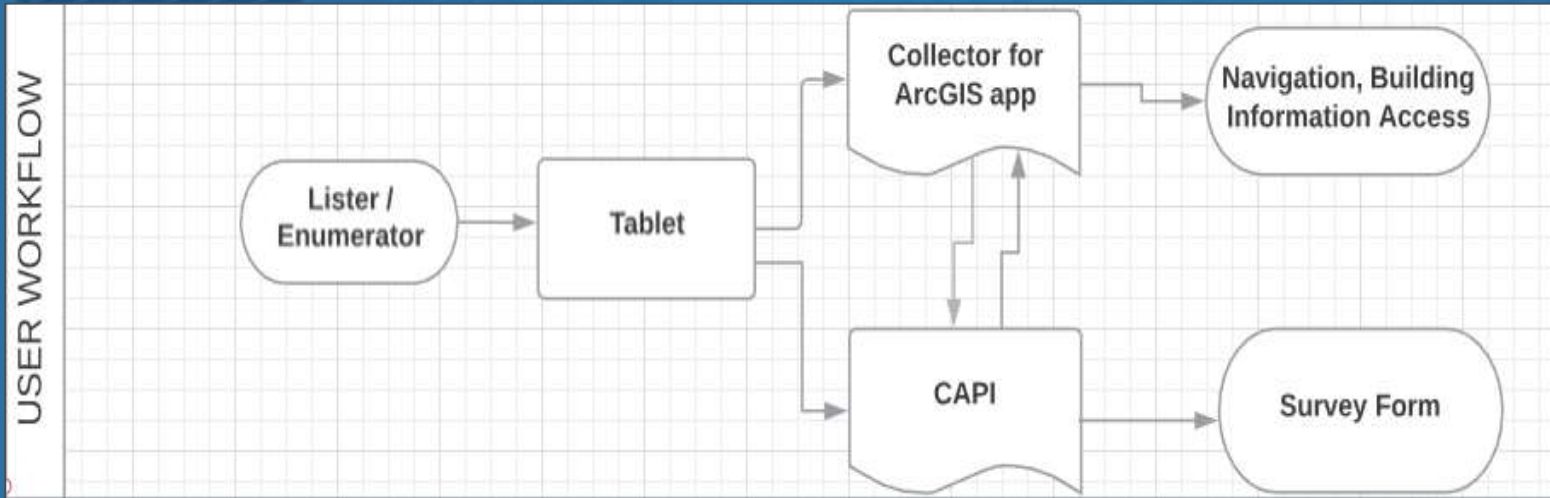 USER WORKFLOW
Lister /
Enumerator
Tablet
Collector for
ArcGIS app
Navigation, Building
Information Access
CAPI
Survey Form